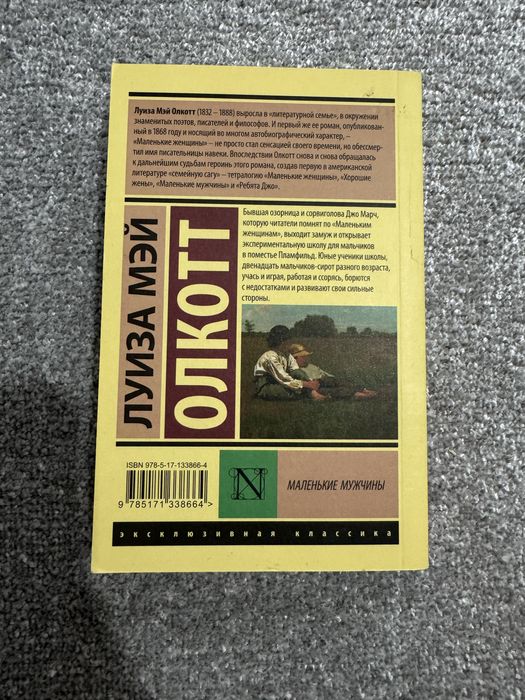 Луиза Мэй Олкотт (1832 – 1888) выросла в «литературной семье», в окружении
знаменитых поэтов, писателей и философов. И первый же ее роман, опубликован-
ный в 1868 году и носящий во многом автобиографический характер, –
«Маленькие женщины» – не просто стал сенсацией своего времени, но обессмер-
тил имя писательницы навеки. Впоследствии Олкотт снова и снова обращалась
к дальнейшим судьбам героинь этого романа, создав первую в американской
литературе «семейную сагу» – тетралогию «Маленькие женщины», «Хорошие
жены», «Маленькие мужчины» и «Ребята Джо».
ЛУИЗА МЭЙ
ОЛКОТТ
Бывшая озорница и сорвиголова Джо Марч,
которую читатели помнят по «Маленьким
женщинам», выходит замуж и открывает
экспериментальную школу для мальчиков
в поместье Пламфильд. Юные ученики школы,
двенадцать мальчиков-сирот разного возраста,
учась и играя, работая и ссорясь, борются
с недостатками и развивают свои сильные
стороны.
ISBN 978-5-17-133866-4
9 785171 338664 >
N
МАЛЕНЬКИЕ МУЖЧИНЫ
ЭКСКЛЮЗИВНАЯ КЛАССИКА